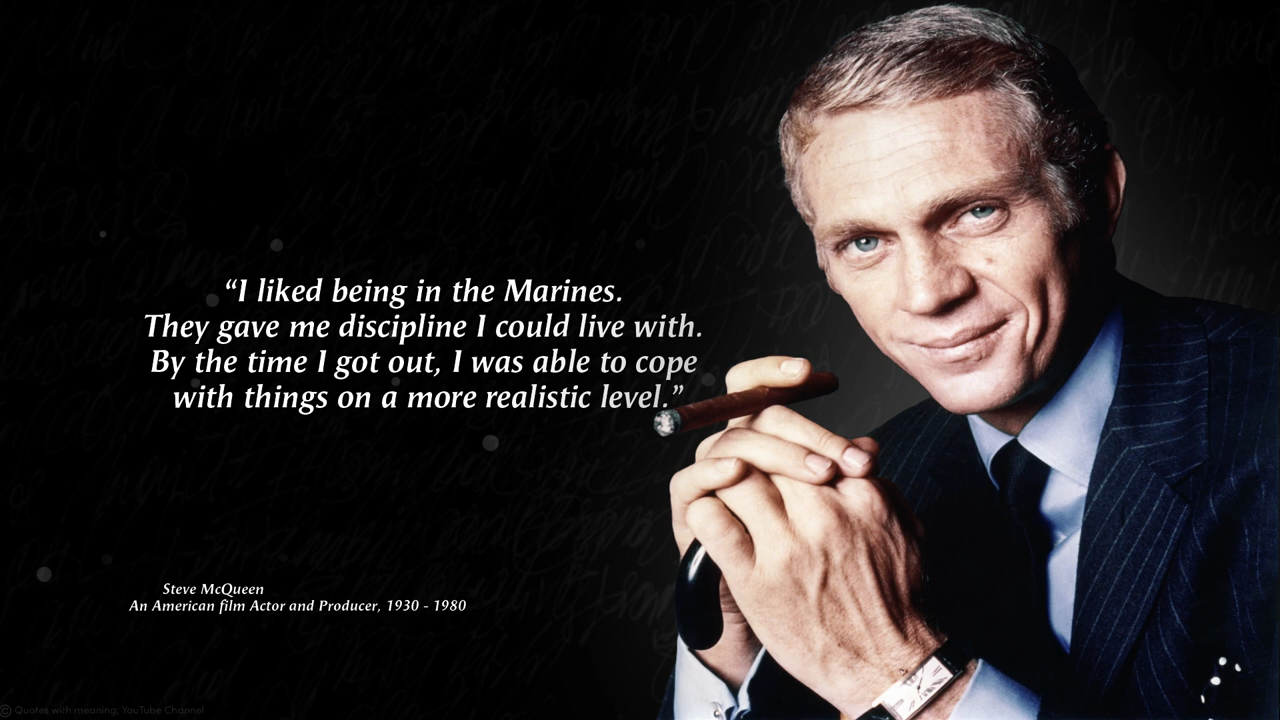 “I liked being in the Marines.
They gave me discipline I could live with.
By the time I got out, I was able to cope
with things on a more realistic level.”
Steve McQueen
An American film Actor and Producer, 1930 - 1980
© Quotes with meaning, YouTube Channel